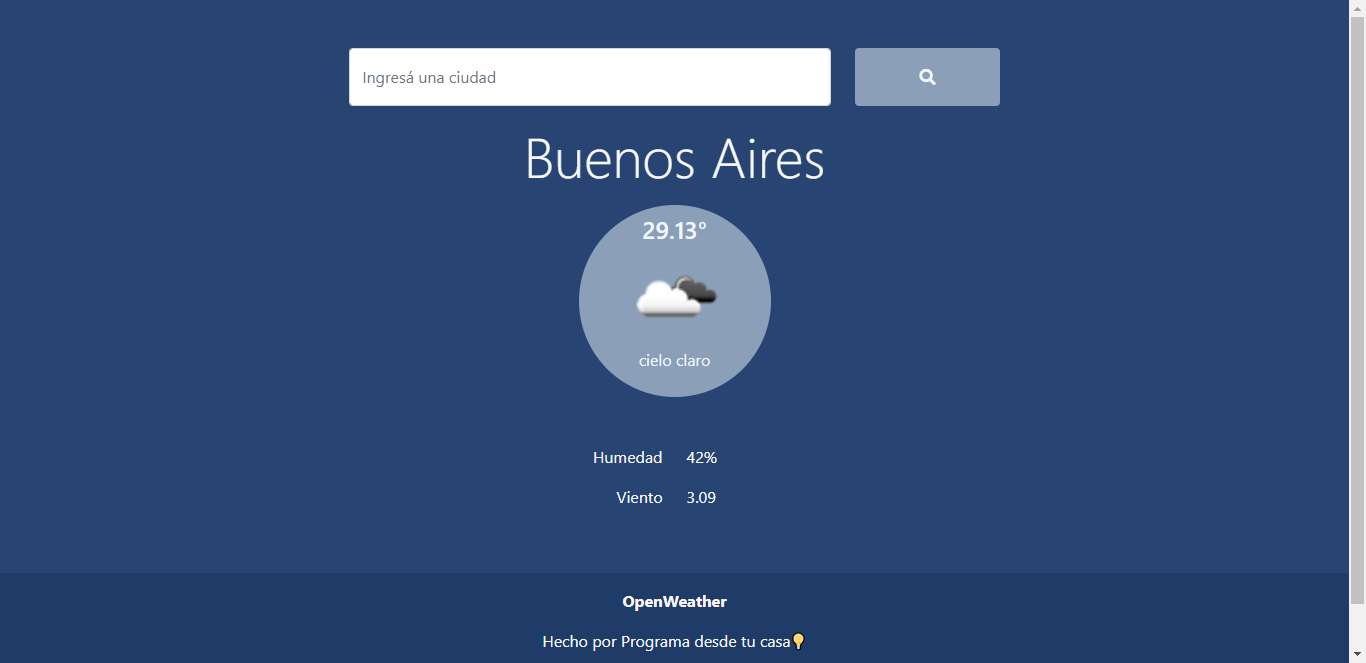 Ingresá una ciudad
Buenos Aires
29.13°
cielo claro
Humedad 42%
Viento 3.09
OpenWeather
Hecho por Programa desde tu casa💡